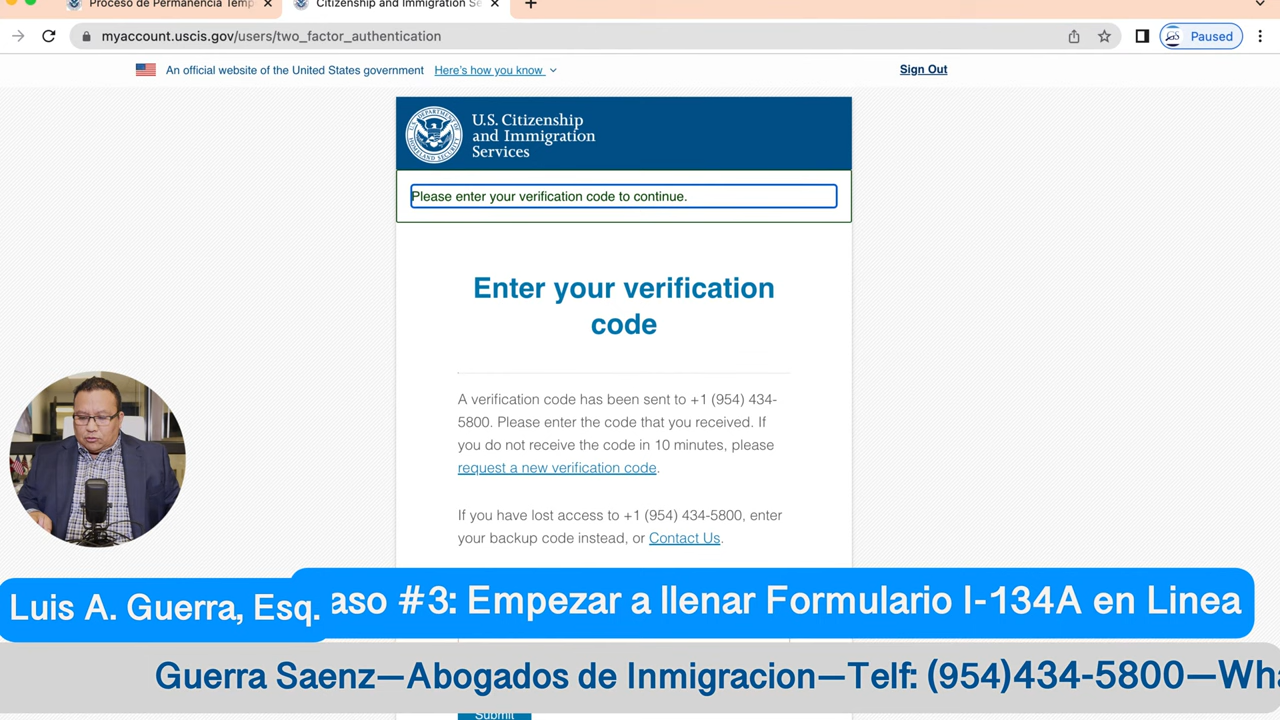 Proceso de Permanencia Temp
Citizenship and Immigration Se
myaccount.uscis.gov/users/two_factor_authentication
Paused
An official website of the United States government
Here's how you know
Sign Out
U.S. Citizenship
and Immigration
Services
Please enter your verification code to continue.
Enter your verification
code
A verification code has been sent to +1 (954) 434-
5800. Please enter the code that you received. If
you do not receive the code in 10 minutes, please
request a new verification code.
If you have lost access to +1 (954) 434-5800, enter
your backup code instead, or Contact Us.
Luis A. Guerra, Esq.
aso #3: Empezar a llenar Formulario I-134A en Linea
Guerra Saenz—Abogados de Inmigracion—Telf: (954)434-5800—Wha
Submit